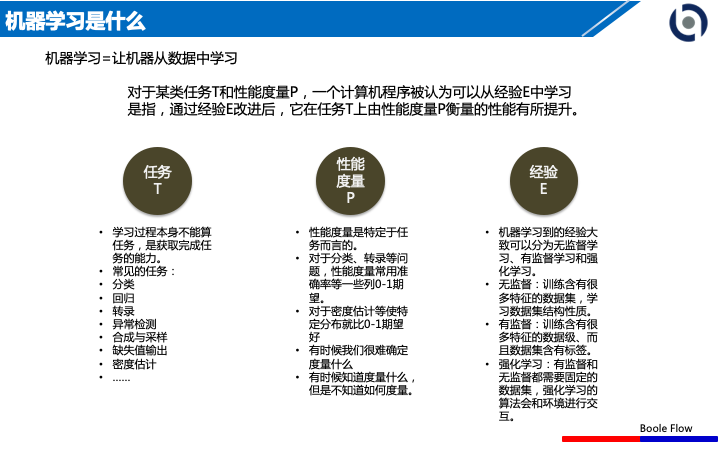 机器学习是什么
机器学习=让机器从数据中学习
对于某类任务T和性能度量P，一个计算机程序被认为可以从经验E中学习
是指，通过经验E改进后，它在任务T上由性能度量P衡量的性能有所提升。
任务
T
• 学习过程本身不能算
任务，是获取完成任
务的能力。
• 常见的任务：
• 分类
• 回归
• 转录
• 异常检测
• 合成与采样
• 缺失值输出
• 密度估计
• ......
性能
度量
P
• 性能度量是特定于任
务而言的。
• 对于分类、转录等问
题，性能度量常用准
确率等一些列0-1期
望。
• 对于密度估计等使特
定分布就比0-1期望
好
• 有时候我们很难确定
度量什么
• 有时候知道度量什么，
但是不知道如何度量。
经验
E
• 机器学习到的经验大
致可以分为无监督学
习、有监督学习和强
化学习。
• 无监督：训练含有很
多特征的数据集，学
习数据集结构性质。
• 有监督：训练含有很
多特征的数据级、而
且数据集含有标签。
• 强化学习：有监督和
无监督都需要固定的
数据集，强化学习的
算法会和环境进行交
互。
Boole Flow